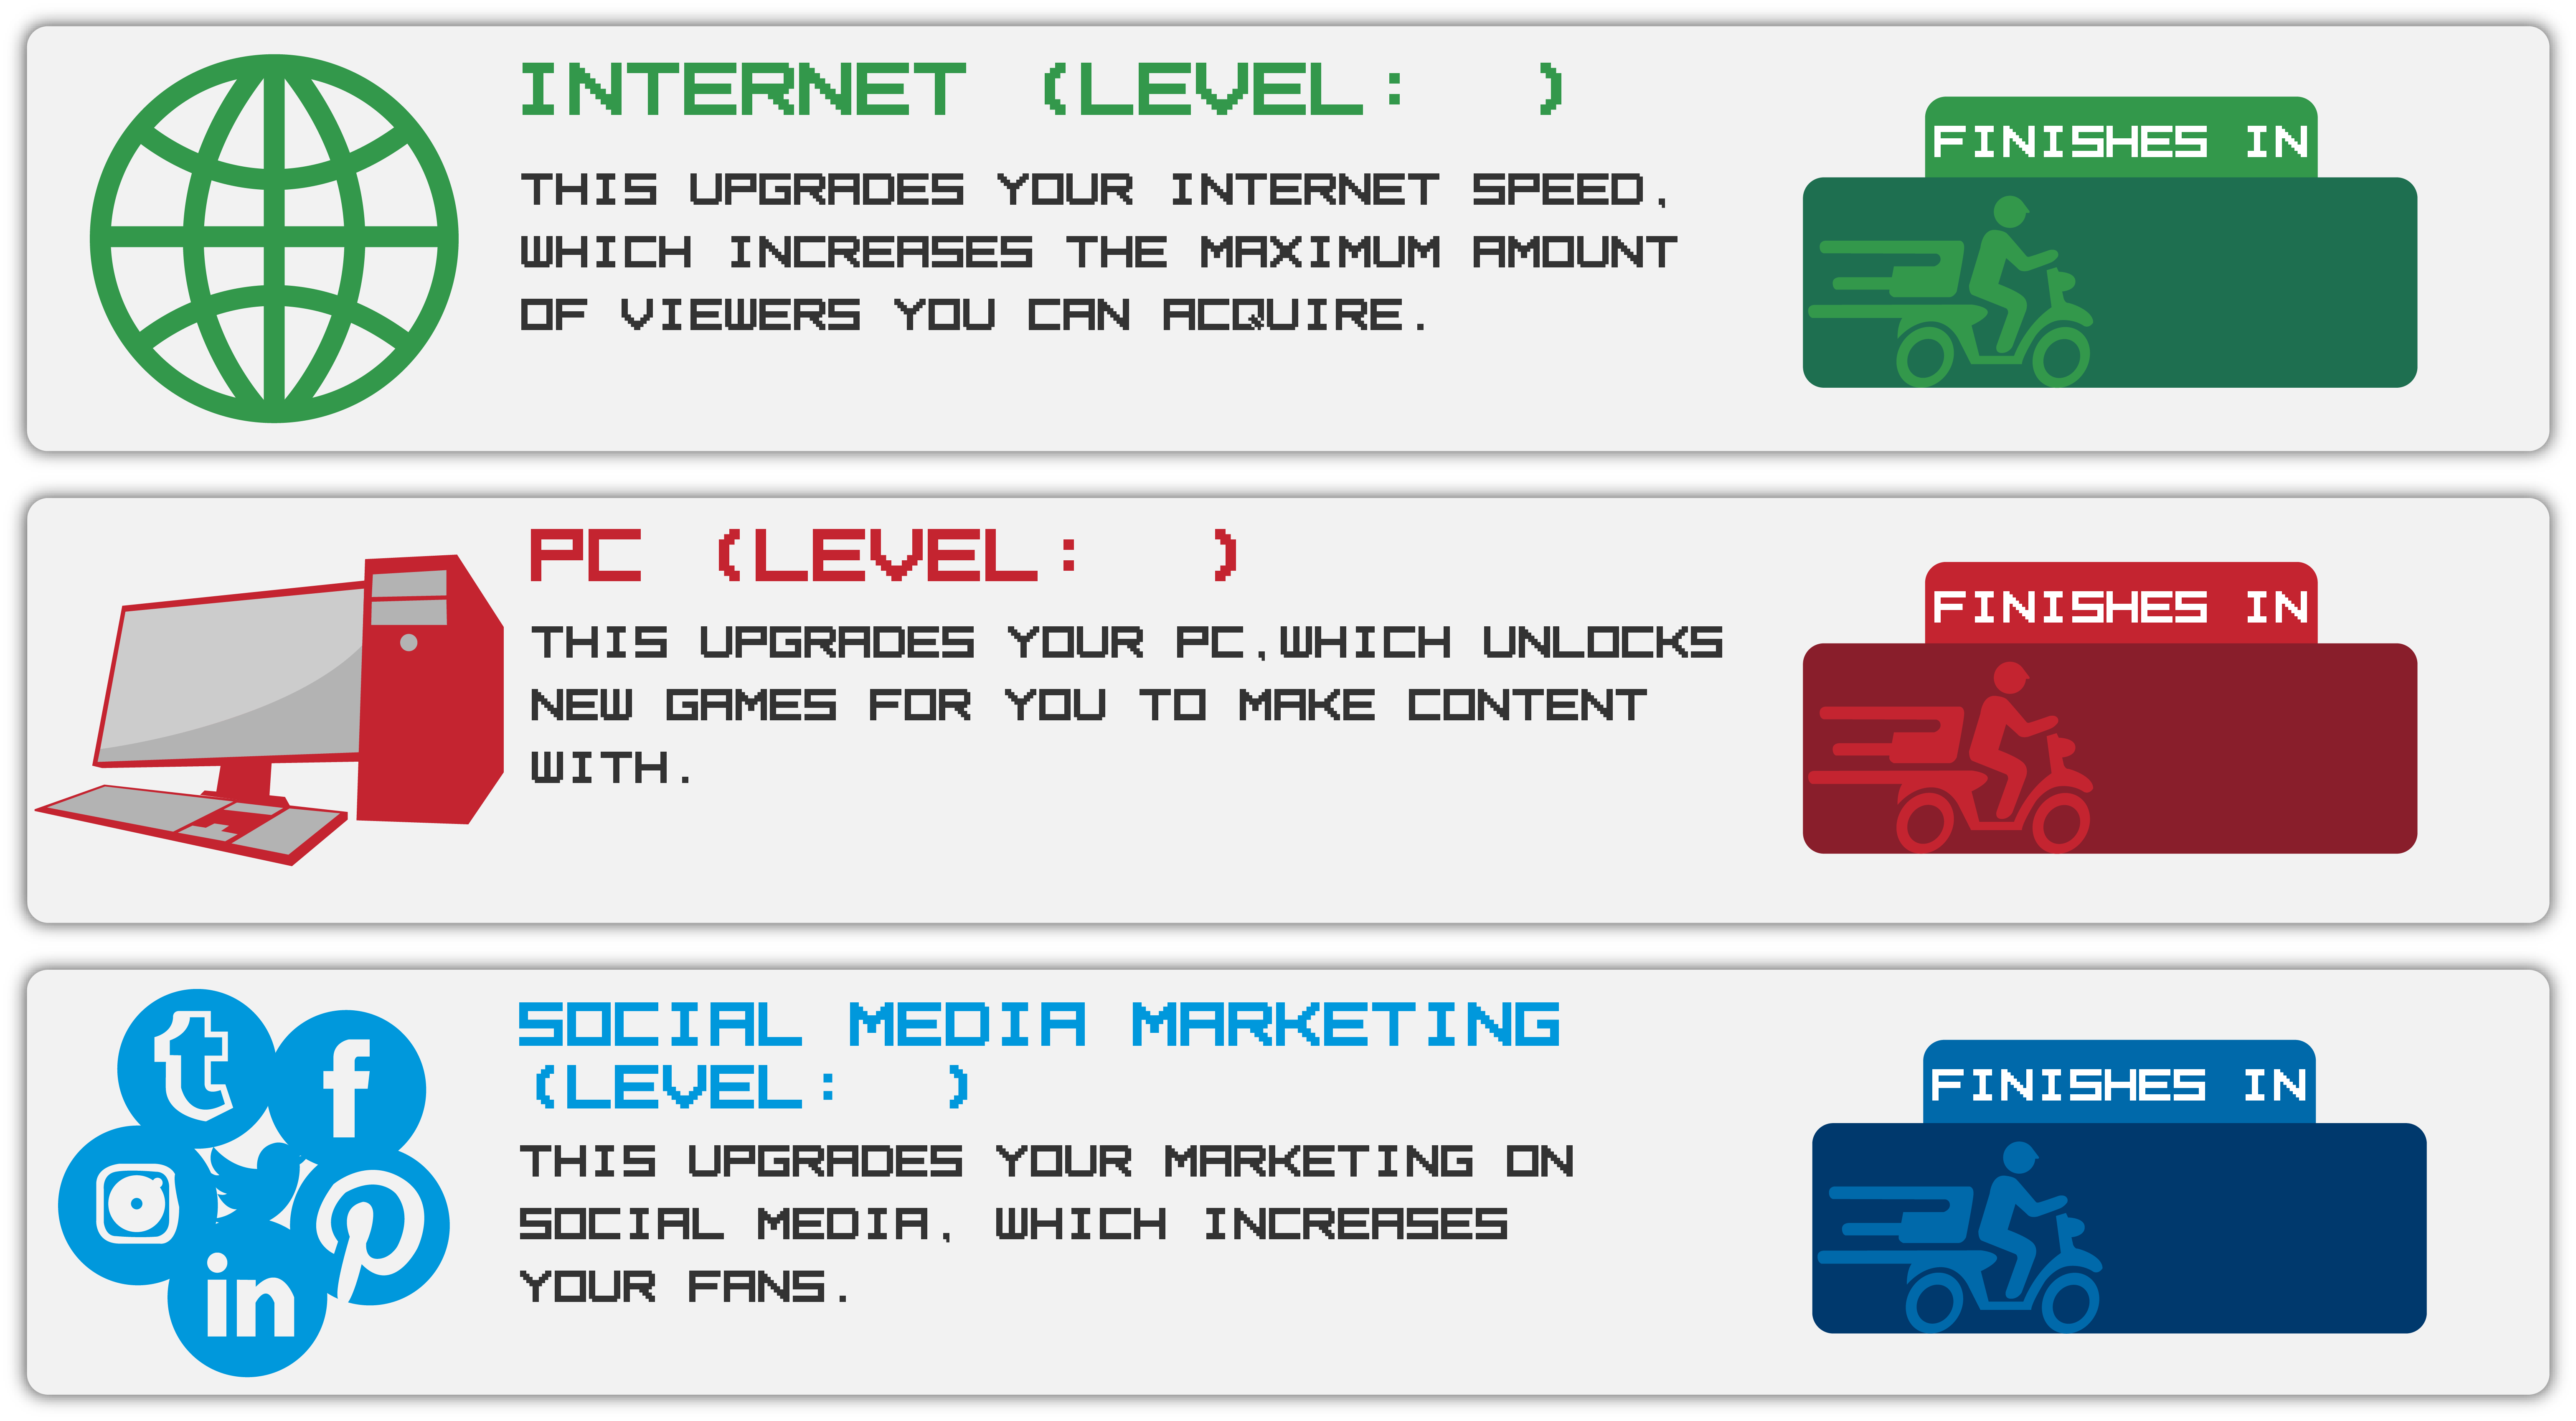 INTERNET (LEVEL: )
FINISHES IN
THIS UPGRADES YOUR INTERNET SPEED,
WHICH INCREASES THE MAXIMUM AMOUNT
OF VIEWERS YOU CAN ACQUIRE.
PC (LEVEL: )
FINISHES IN
THIS UPGRADES YOUR PC,WHICH UNLOCKS
NEW GAMES FOR YOU TO MAKE CONTENT
WITH.
SOCIAL MEDIA MARKETING
(LEVEL: )
FINISHES IN
THIS UPGRADES YOUR MARKETING ON
SOCIAL MEDIA, WHICH INCREASES
YOUR FANS.
t
f
in